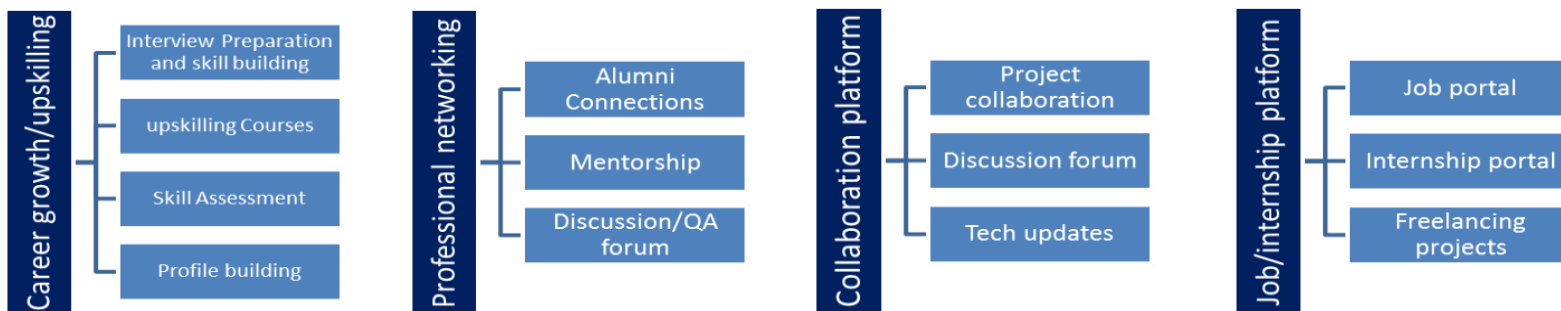 Career growth/upskilling
Interview Preparation
and skill building
upskilling Courses
Skill Assessment
Profile building
Professional networking
Alumni
Connections
Mentorship
Discussion/QA
forum
Collaboration platform
Project
collaboration
Discussion forum
Tech updates
Job/internship platform
Job portal
Internship portal
Freelancing
projects